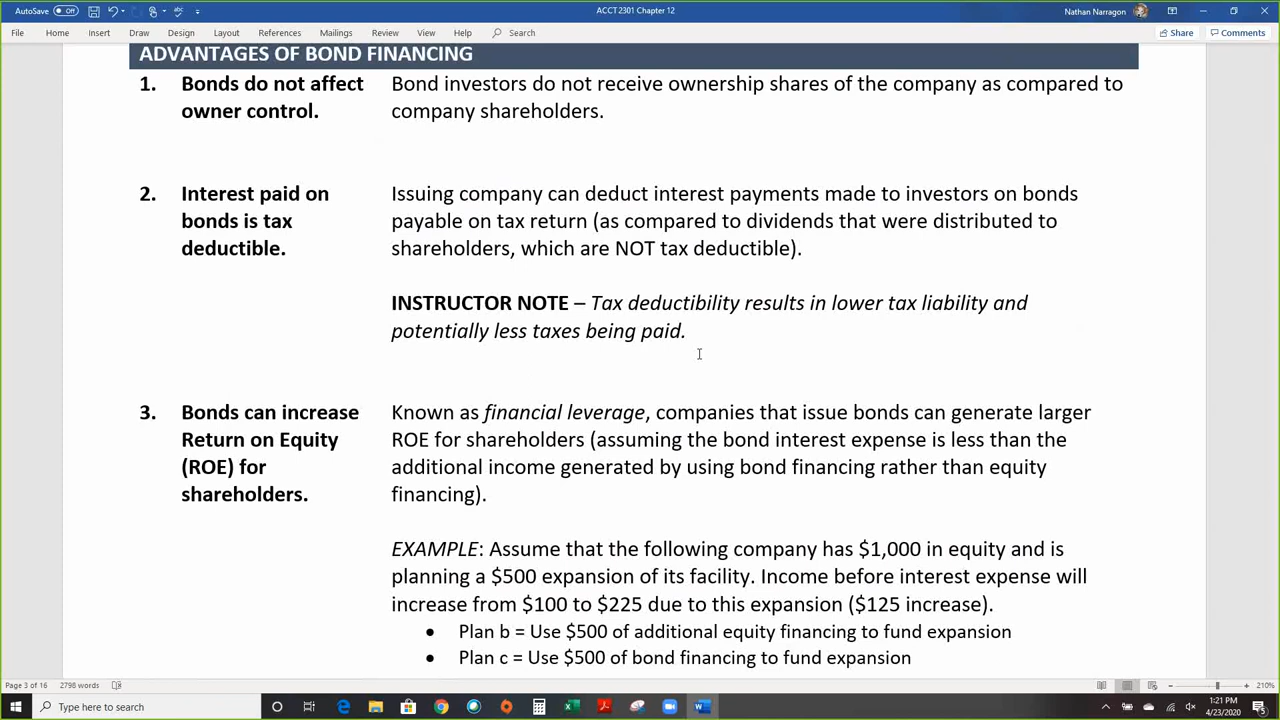 AutoSave Off
ACCT 2301 Chapter 12
Nathan Narragon
File Home Insert Draw Design Layout References Mailings Review View Help Search Share Comments
ADVANTAGES OF BOND FINANCING
1. Bonds do not affect Bond investors do not receive ownership shares of the company as compared to
owner control. company shareholders.
2. Interest paid on Issuing company can deduct interest payments made to investors on bonds
bonds is tax payable on tax return (as compared to dividends that were distributed to
deductible. shareholders, which are NOT tax deductible).
INSTRUCTOR NOTE – Tax deductibility results in lower tax liability and
potentially less taxes being paid.
3. Bonds can increase Known as financial leverage, companies that issue bonds can generate larger
Return on Equity ROE for shareholders (assuming the bond interest expense is less than the
(ROE) for additional income generated by using bond financing rather than equity
shareholders. financing).
EXAMPLE: Assume that the following company has $1,000 in equity and is
planning a $500 expansion of its facility. Income before interest expense will
increase from $100 to $225 due to this expansion ($125 increase).
• Plan b = Use $500 of additional equity financing to fund expansion
• Plan c = Use $500 of bond financing to fund expansion
Page 3 of 16 2798 words 210%
Type here to search
1:21 PM
4/23/2020